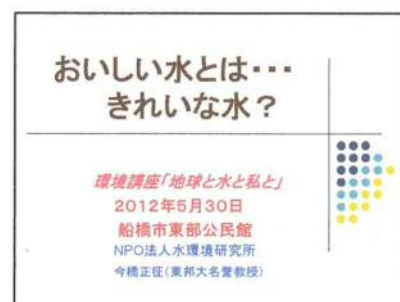 おいしい水とは･･･
きれいな水？
環境講座｢地球と水と私と｣
2012年5月30日
船橋市東部公民館
NPO法人水環境研究所
今橋正征(東邦大名誉教授)